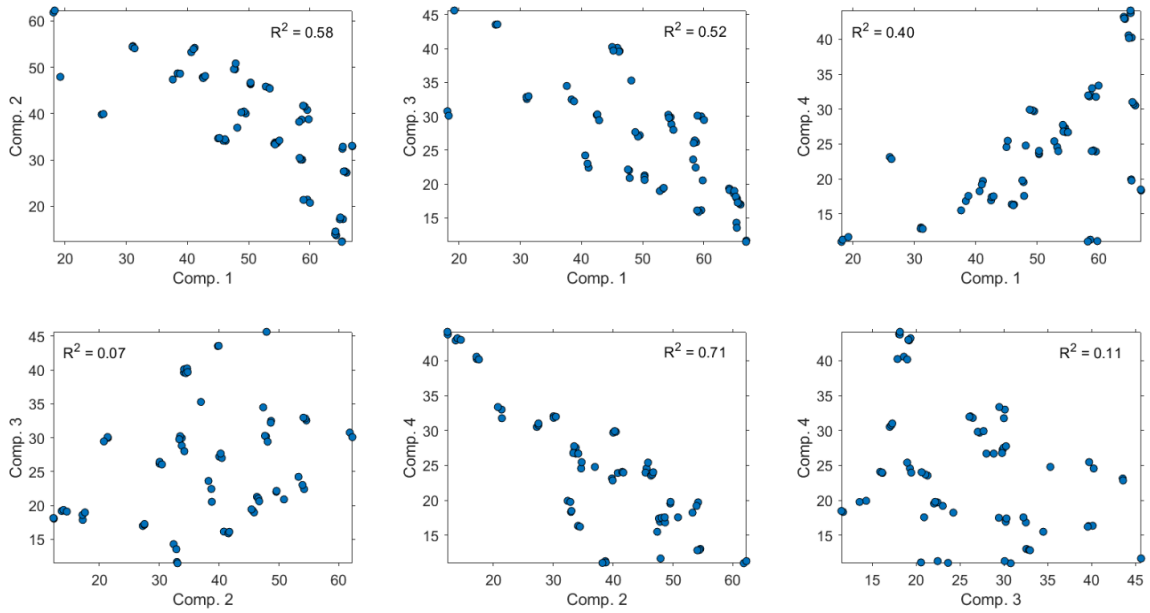 60
50
40
30
20
Comp. 2
R² = 0.58
20 30 40 50 60
Comp. 1
45
40
35
30
25
20
15
Comp. 3
R² = 0.52
20 30 40 50 60
Comp. 1
40
35
30
25
20
15
Comp. 4
R² = 0.40
20 30 40 50 60
Comp. 1
45
40
35
30
25
20
15
Comp. 3
R² = 0.07
20 30 40 50 60
Comp. 2
40
35
30
25
20
15
Comp. 4
R² = 0.71
20 30 40 50 60
Comp. 2
40
35
30
25
20
15
Comp. 4
R² = 0.11
15 20 25 30 35 40 45
Comp. 3